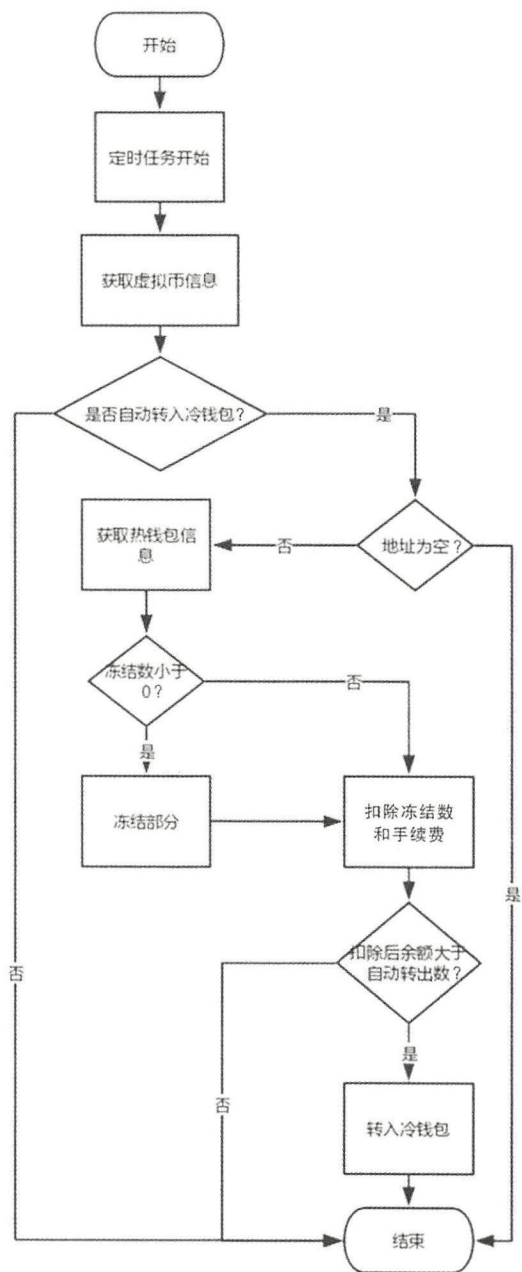 开始
定时任务开始
获取虚拟币信息
是否自动转入冷钱包？
是
获取热钱包信
息
否
地址为空？
冻结数小于
0？
否
是
冻结部分
扣除冻结数
和手续费
是
扣除后余额大于
自动转出数？
否
是
否
转入冷钱包
结束